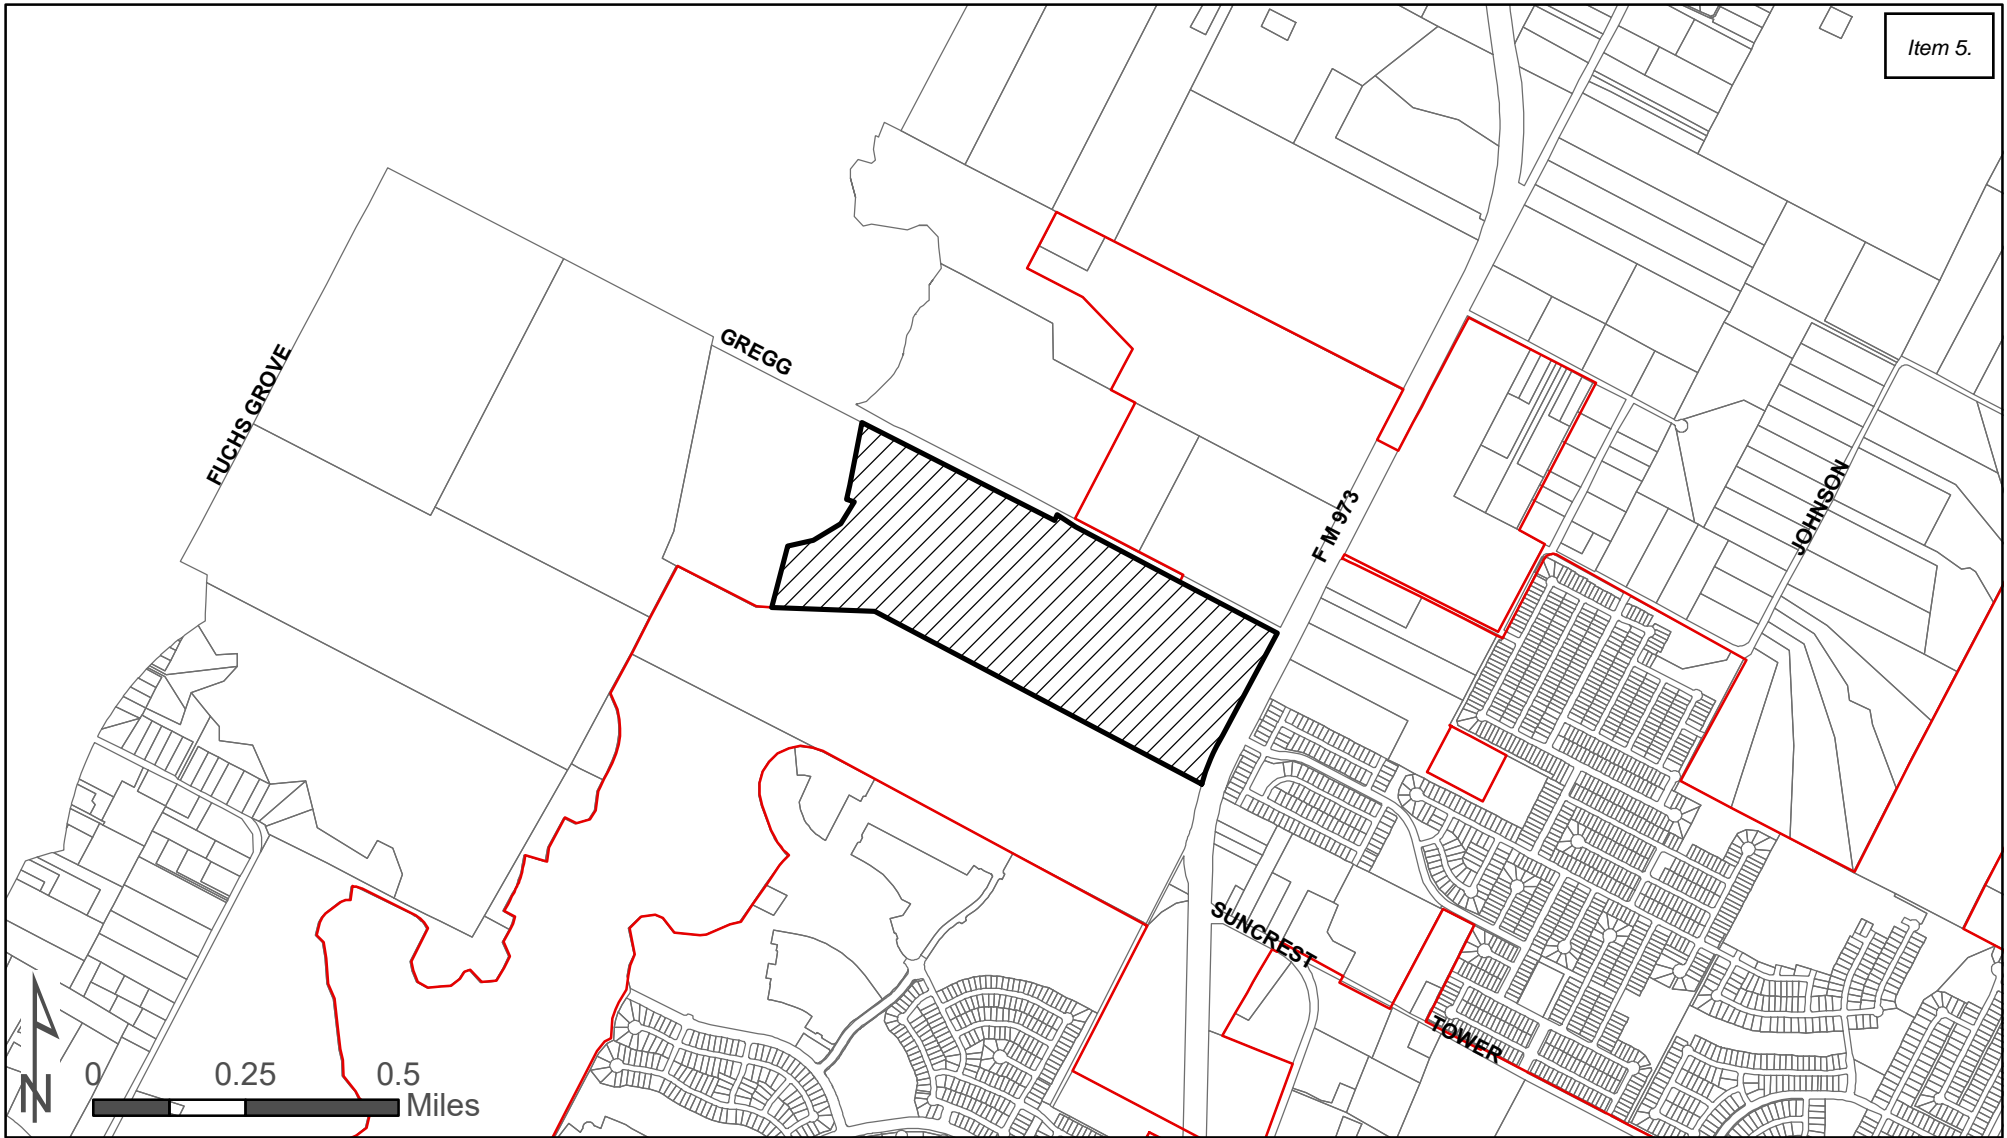 Item 5.
GREGG
FUCHS GROVE
F M 973
JOHNSON
SUNCREST
TOWER
N
0 0.25 0.5
Miles